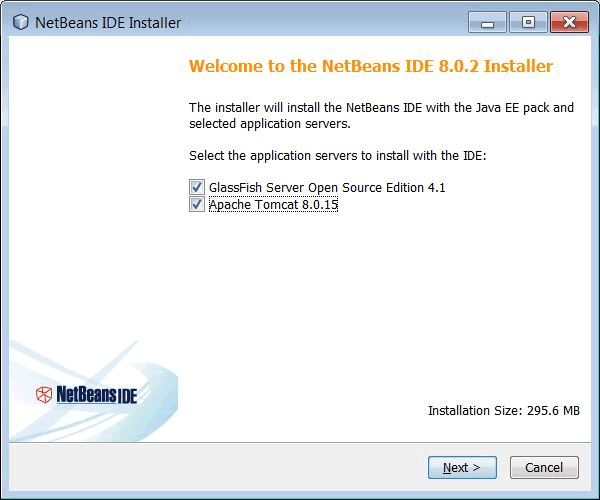 NetBeans IDE Installer
Welcome to the NetBeans IDE 8.0.2 Installer
The installer will install the NetBeans IDE with the Java EE pack and
selected application servers.
Select the application servers to install with the IDE:
GlassFish Server Open Source Edition 4.1
Apache Tomcat 8.0.15
NetBeans IDE
Installation Size: 295.6 MB
Next >
Cancel